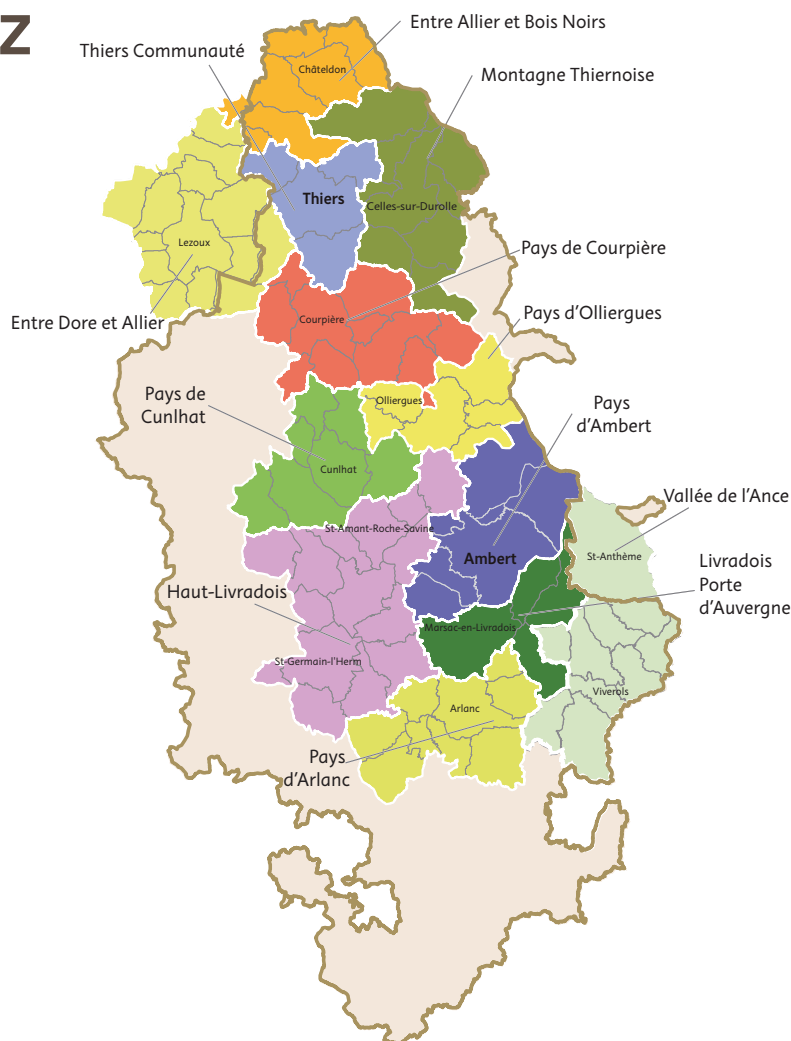 Z
Entre Allier et Bois Noirs
Thiers Communauté
Châteldon
Montagne Thiernoise
Thiers
Celles-sur-Durolle
Lezoux
Pays de Courpière
Entre Dore et Allier
Courpière
Pays d'Olliergues
Pays de
Cunlhat
Olliergues
Pays
d'Ambert
Cunlhat
Vallée de l'Ance
St-Amant-Roche-Savine
Ambert
St-Anthème
Livradois
Porte
d'Auvergne
Haut-Livradois
Marsac-en-Livradois
St-Germain-l'Herm
Viverols
Arlanc
Pays
d'Arlanc